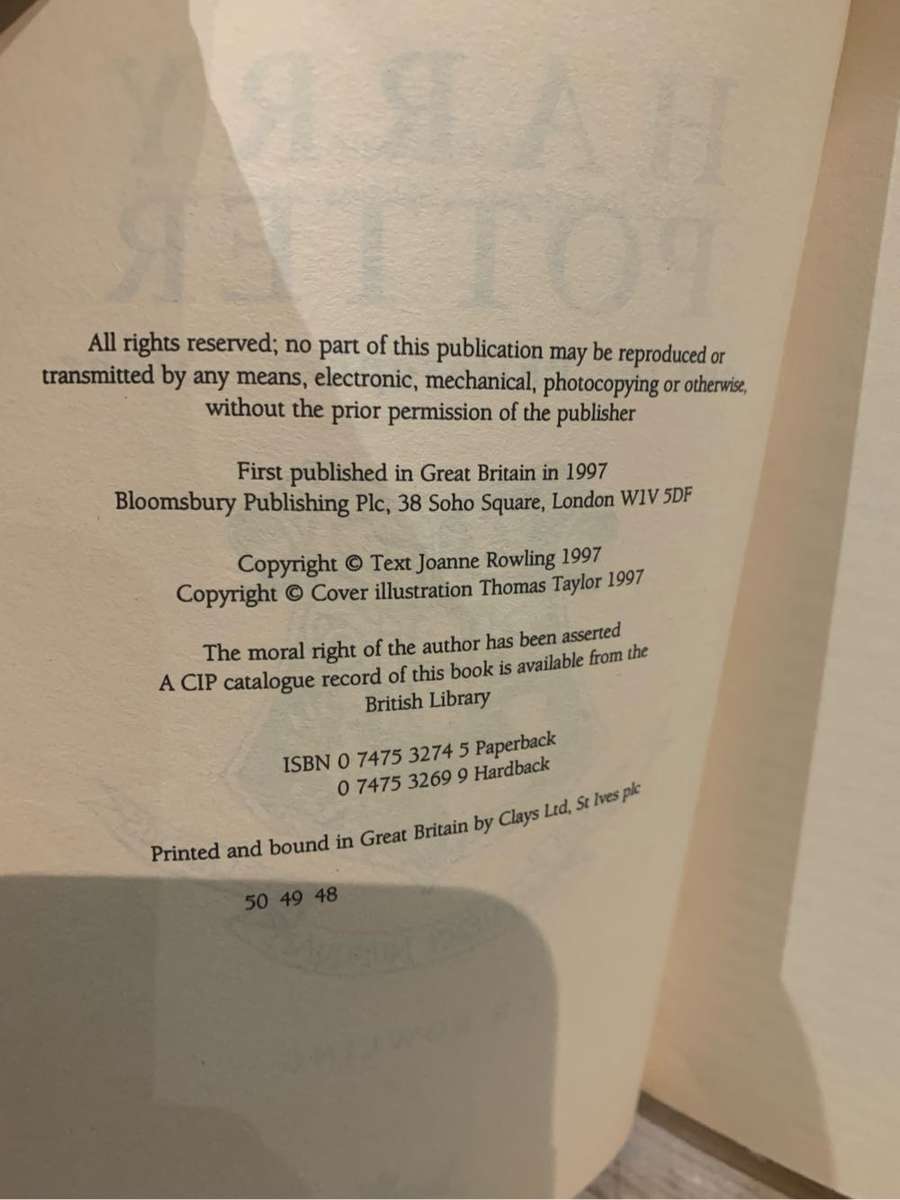 HARRY
POTTER
All rights reserved; no part of this publication may be reproduced or
transmitted by any means, electronic, mechanical, photocopying or otherwise,
without the prior permission of the publisher
First published in Great Britain in 1997
Bloomsbury Publishing Plc, 38 Soho Square, London W1V 5DF
Copyright © Text Joanne Rowling 1997
Copyright © Cover illustration Thomas Taylor 1997
The moral right of the author has been asserted
A CIP catalogue record of this book is available from the
British Library
ISBN 0 7475 3274 5 Paperback
0 7475 3269 9 Hardback
Printed and bound in Great Britain by Clays Ltd, St Ives plc
50 49 48